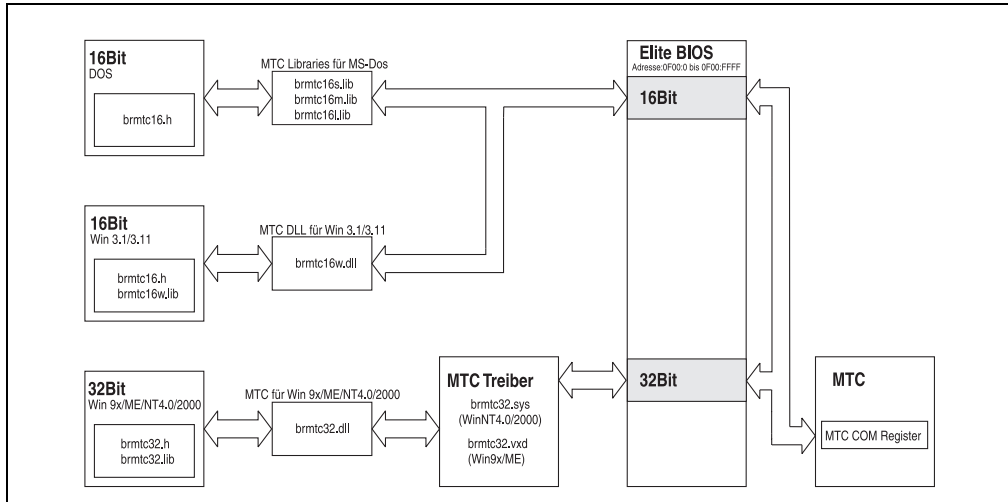 16Bit
DOS
brmtc16.h
MTC Libraries für MS-Dos
brmtc16s.lib
brmtc16m.lib
brmtc16l.lib
Elite BIOS
Adresse:0F00:0 bis 0F00:FFFF
16Bit
16Bit
Win 3.1/3.11
brmtc16.h
brmtc16w.lib
MTC DLL für Win 3.1/3.11
brmtc16w.dll
32Bit
Win 9x/ME/NT4.0/2000
brmtc32.h
brmtc32.lib
MTC für Win 9x/ME/NT4.0/2000
brmtc32.dll
MTC Treiber
brmtc32.sys
(WinNT4.0/2000)
brmtc32.vxd
(Win9x/ME)
32Bit
MTC
MTC COM Register